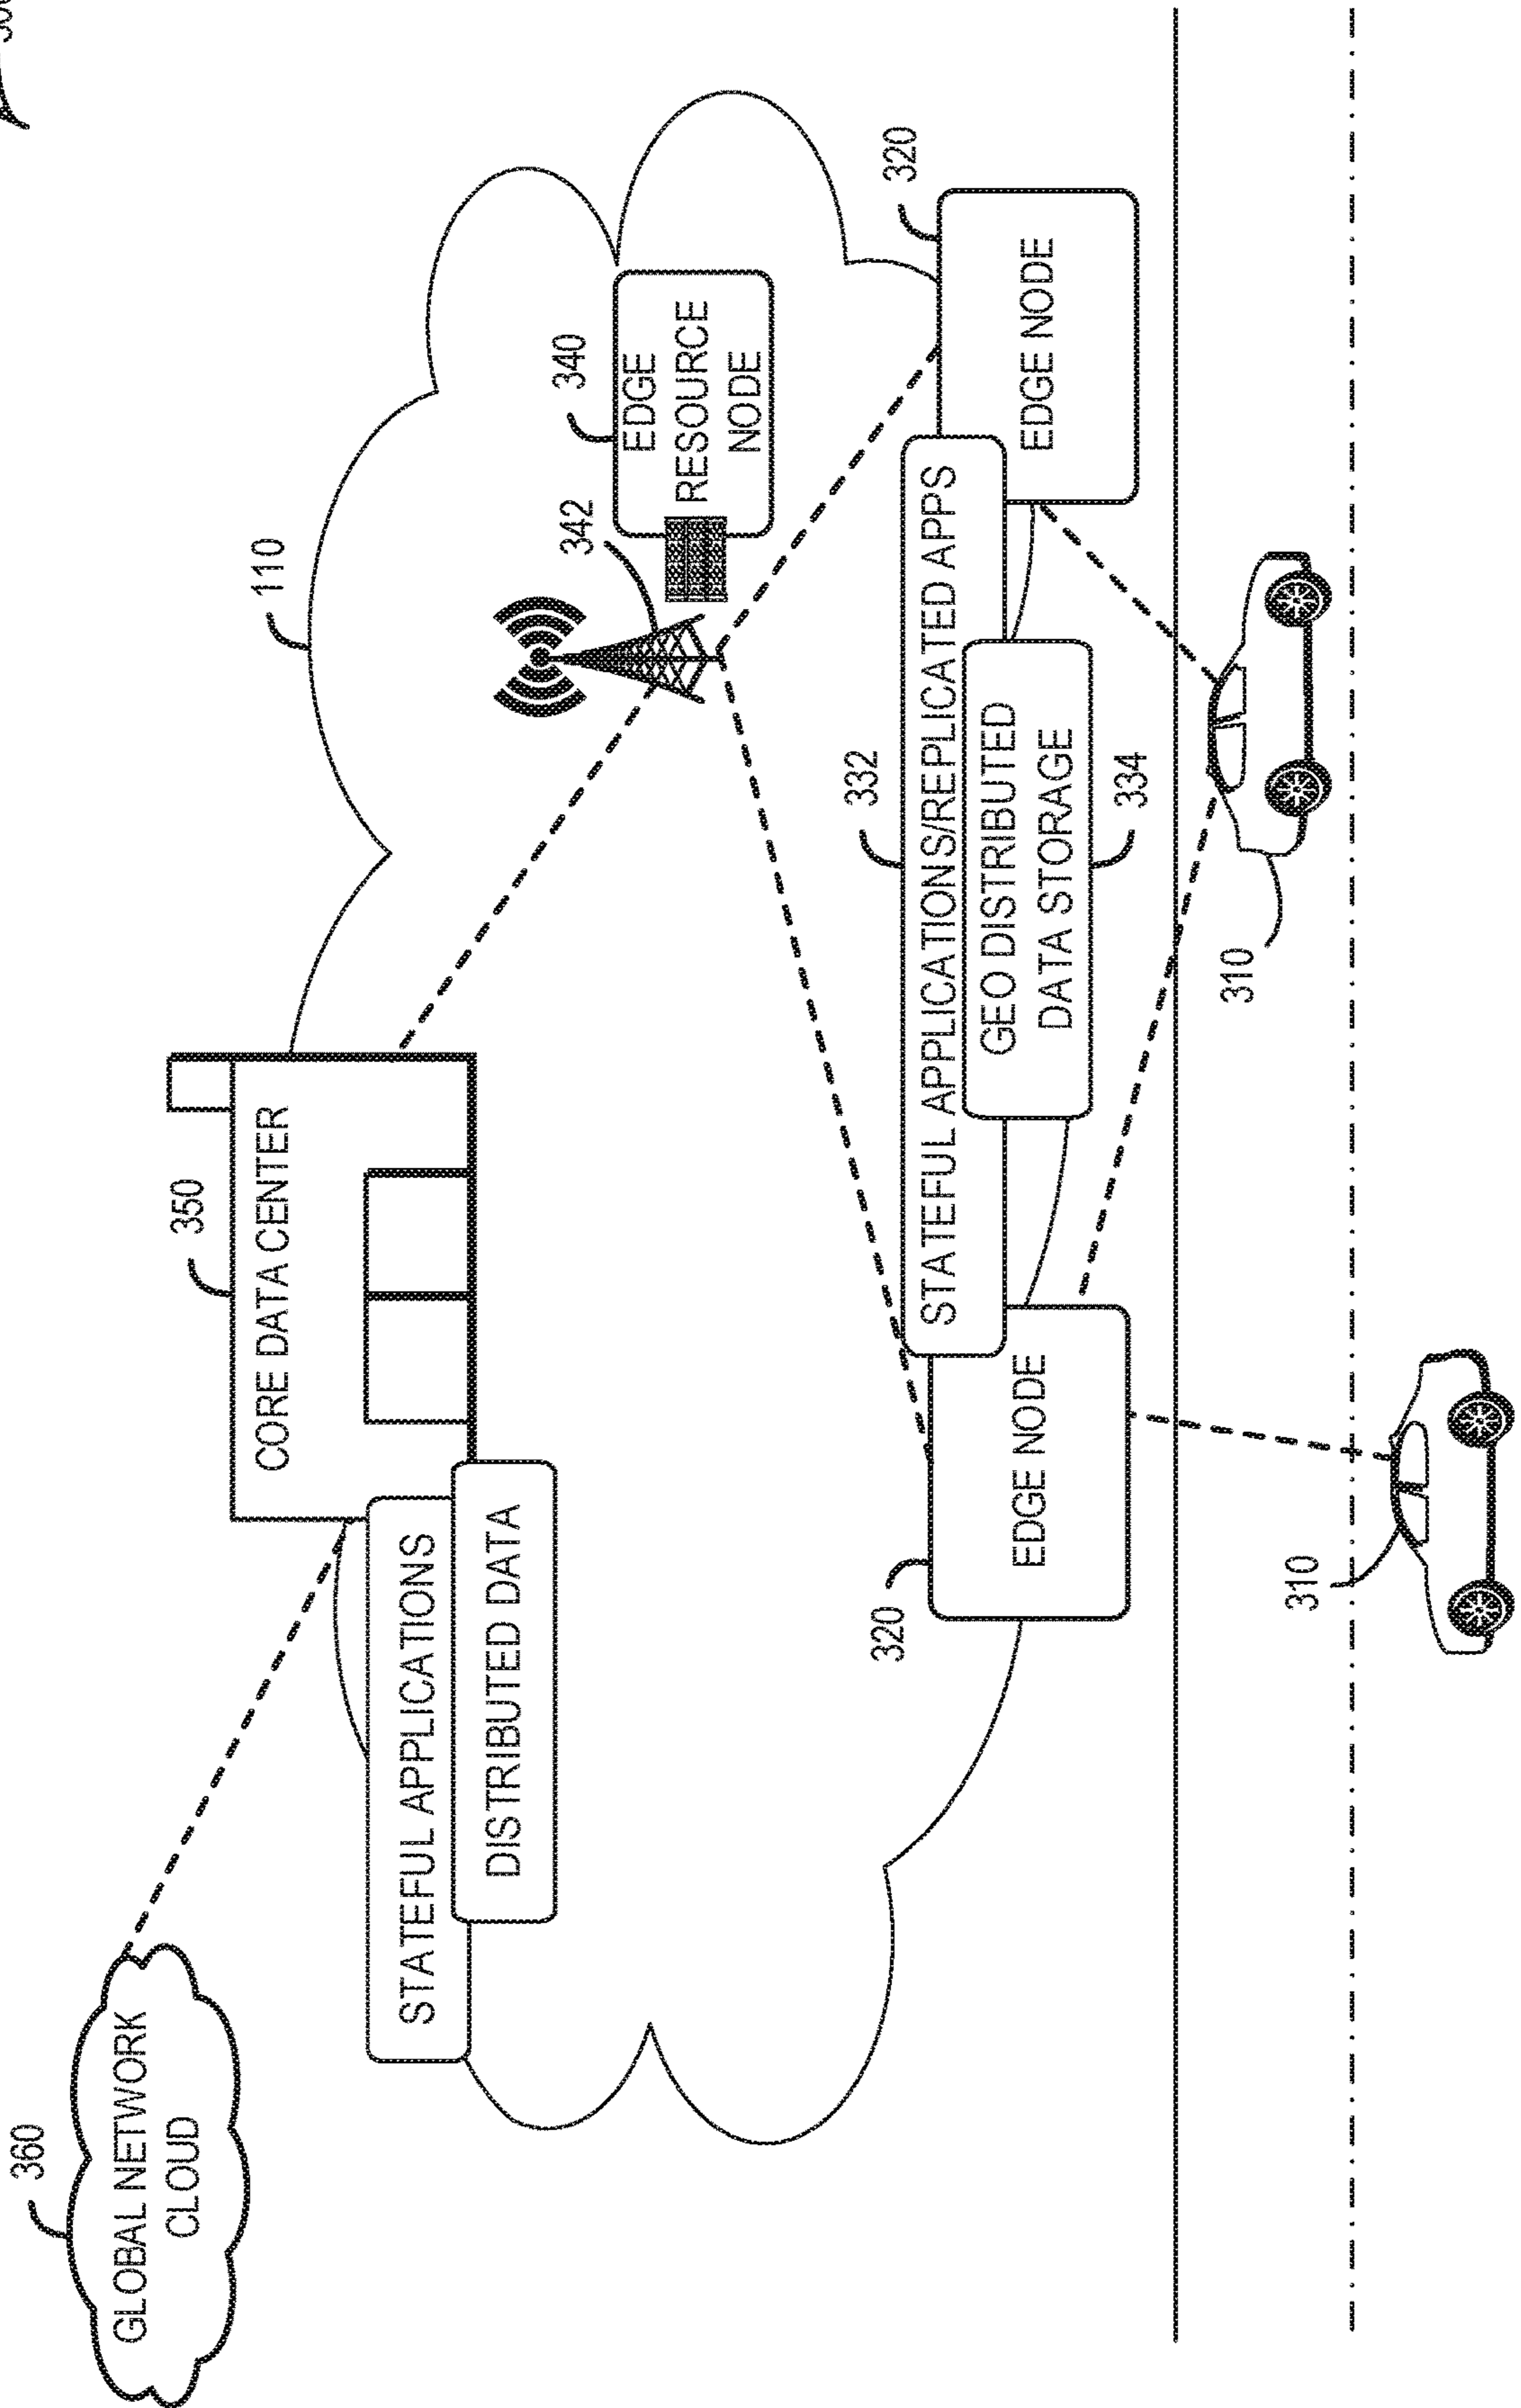 360
GLOBAL NETWORK
CLOUD
350
CORE DATA CENTER
110
STATEFUL APPLICATIONS
DISTRIBUTED DATA
342
340
EDGE
RESOURCE
NODE
332
STATEFUL APPLICATIONS/REPLICATED APPS
GEO DISTRIBUTED
DATA STORAGE
334
320
EDGE NODE
320
EDGE NODE
310
310